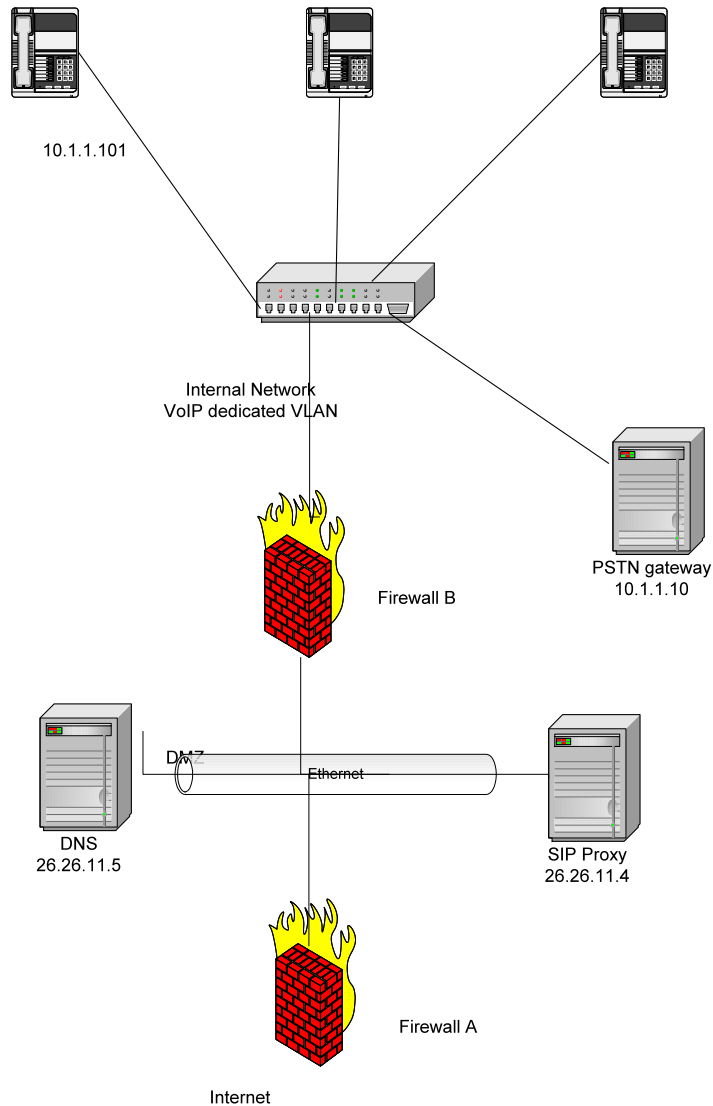 10.1.1.101
Internal Network
VoIP dedicated VLAN
PSTN gateway
10.1.1.10
Firewall B
DMZ
Ethernet
DNS
26.26.11.5
SIP Proxy
26.26.11.4
Firewall A
Internet